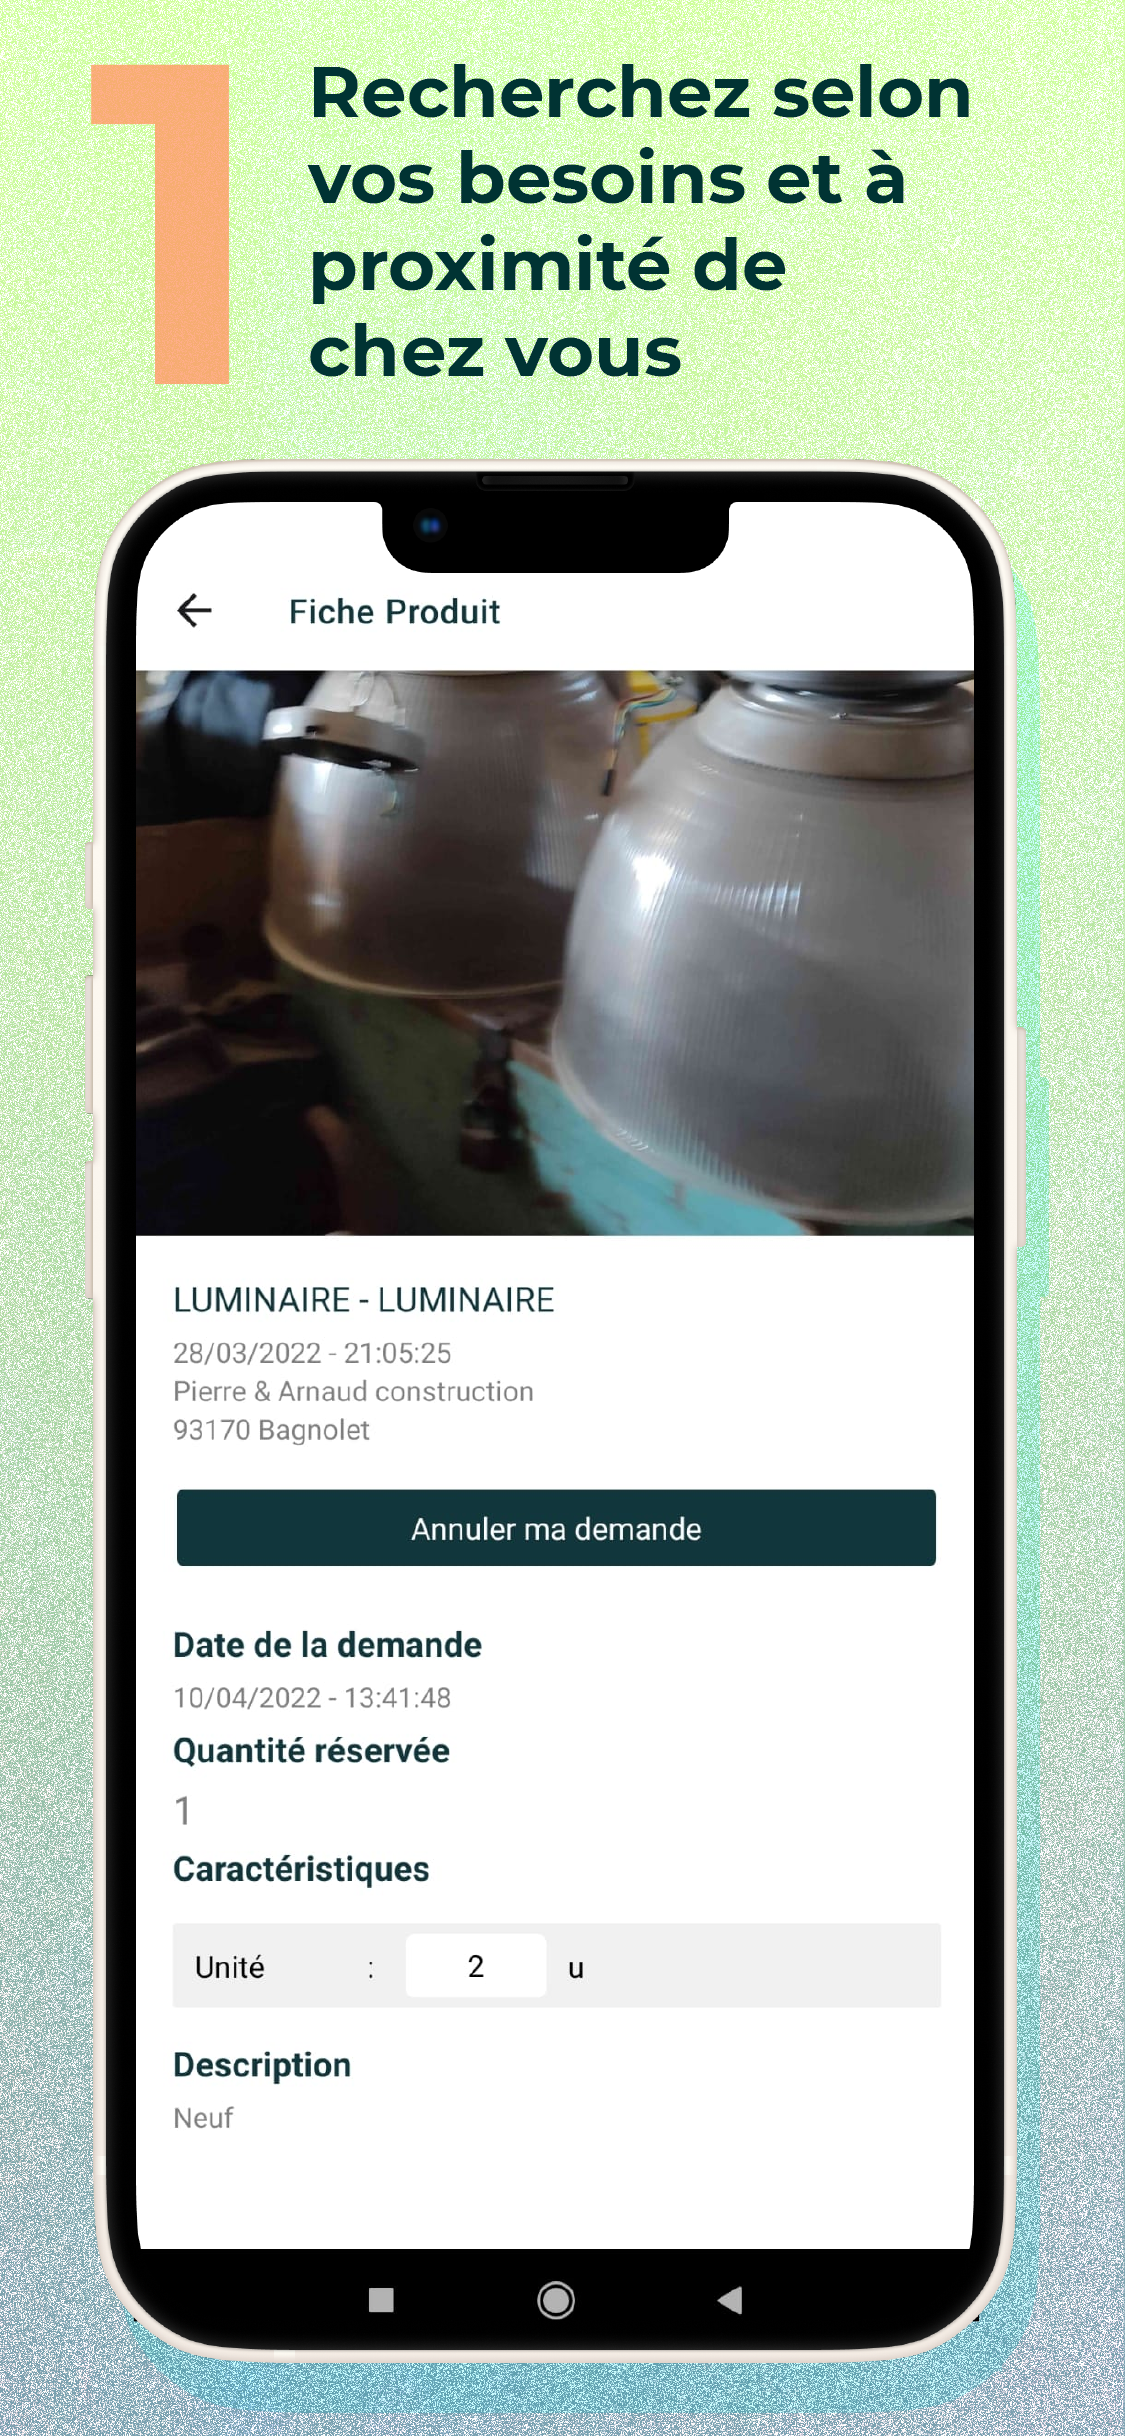 1
Recherchez selon
vos besoins et à
proximité de
chez vous
Fiche Produit
LUMINAIRE - LUMINAIRE
28/03/2022 - 21:05:25
Pierre & Arnaud construction
93170 Bagnolet
Annuler ma demande
Date de la demande
10/04/2022 - 13:41:48
Quantité réservée
1
Caractéristiques
Unité : 2 u
Description
Neuf